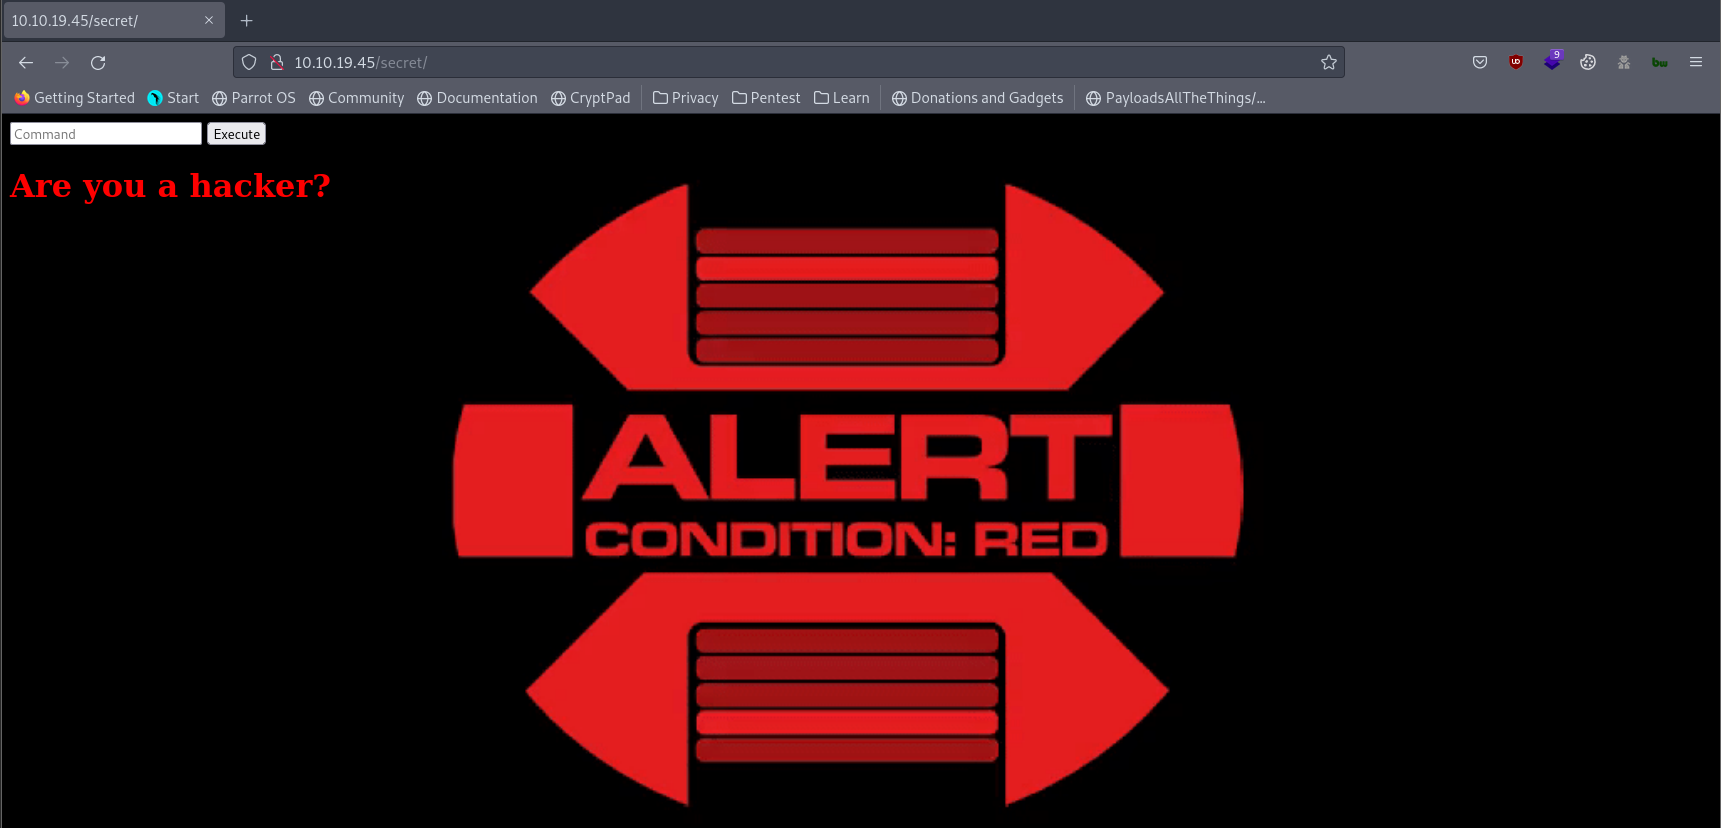 10.10.19.45/secret/
10.10.19.45/secret/
9
Getting Started Start Parrot OS Community Documentation CryptPad Privacy Pentest Learn Donations and Gadgets PayloadsAllTheThings/...
Command Execute
Are you a hacker?
ALERT
CONDITION: RED